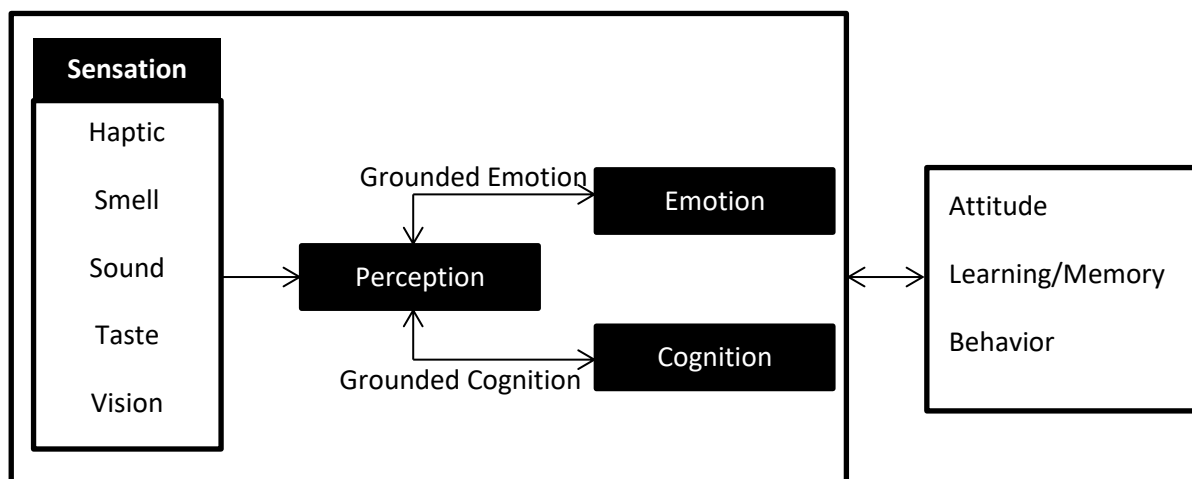 Sensation
Haptic
Smell
Sound
Taste
Vision
Grounded Emotion
Perception
Grounded Cognition
Emotion
Cognition
Attitude
Learning/Memory
Behavior